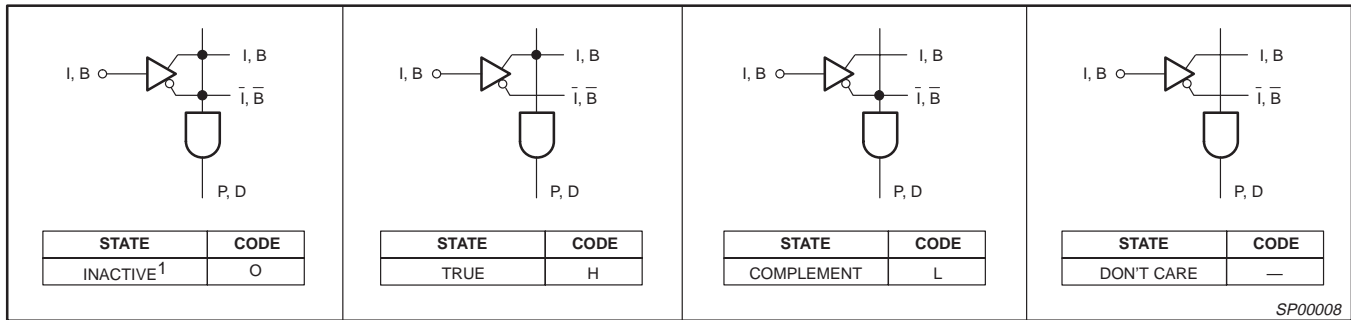 I, B
I, B
I̅, B̅
P, D
STATE CODE
INACTIVE1 O
I, B
I, B
I̅, B̅
P, D
STATE CODE
TRUE H
I, B
I, B
I̅, B̅
P, D
STATE CODE
COMPLEMENT L
I, B
I, B
I̅, B̅
P, D
STATE CODE
DON'T CARE —
SP00008